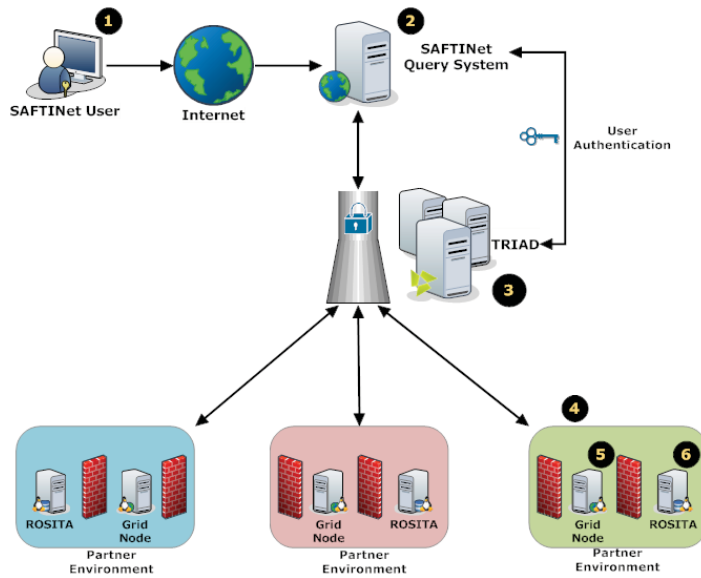 1
2
SAFTINet
Query System
SAFTINet User
Internet
User
Authentication
TRIAD
3
4
5
6
ROSITA
Grid
Node
Partner
Environment
Grid
Node
ROSITA
Partner
Environment
Grid
Node
ROSITA
Partner
Environment